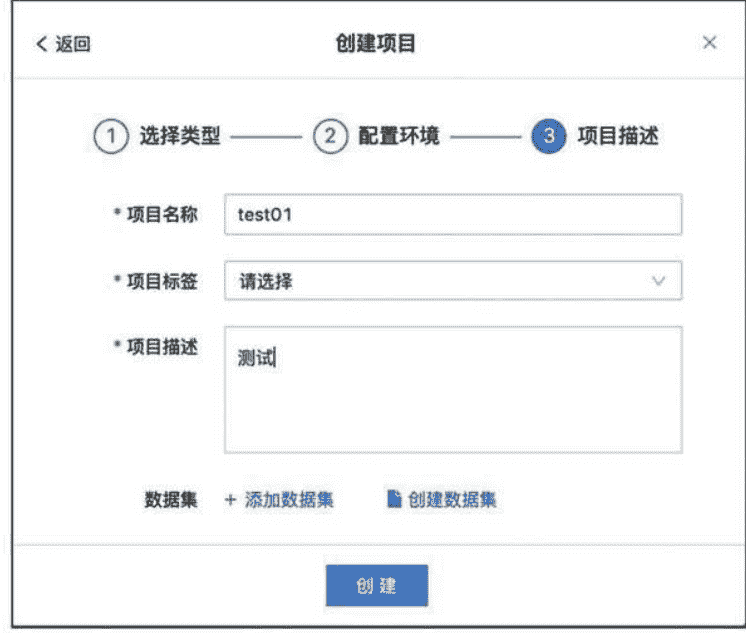 返回 创建项目
1 选择类型 2 配置环境 3 项目描述
* 项目名称 test01
* 项目标签 请选择
* 项目描述 测试
数据集 + 添加数据集 创建数据集
创建